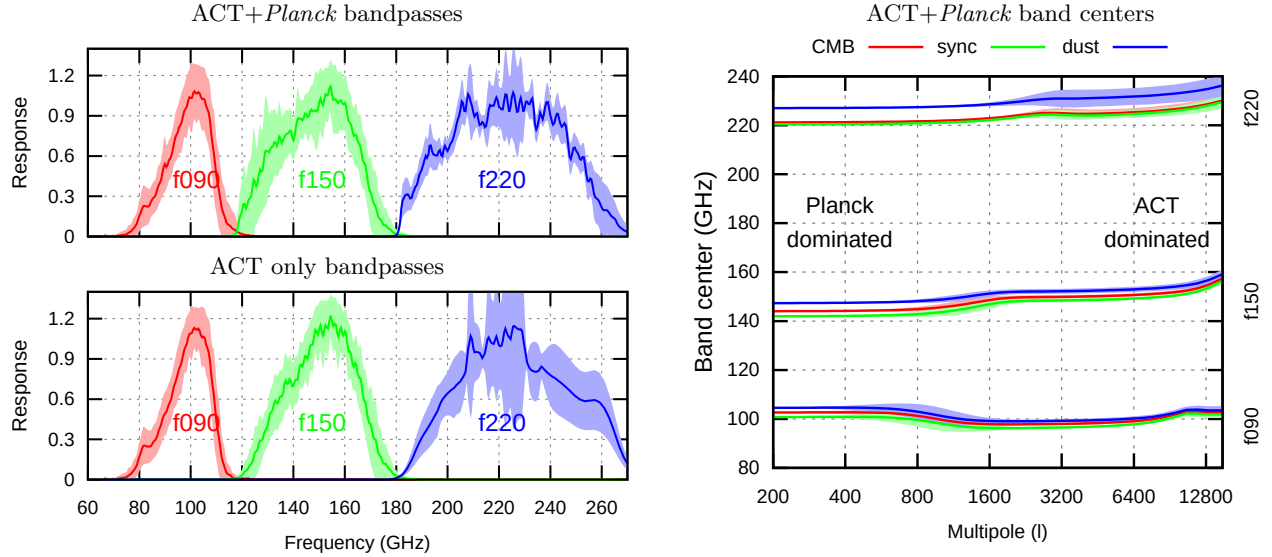 ACT+Planck bandpasses
1.2
0.9
0.6
0.3
0
Response
f090
f150
f220
ACT only bandpasses
1.2
0.9
0.6
0.3
0
Response
f090
f150
f220
60 80 100 120 140 160 180 200 220 240 260
Frequency (GHz)
ACT+Planck band centers
CMB sync dust
240
220
200
180
160
140
120
100
80
Band center (GHz)
Planck
dominated
ACT
dominated
f220
f150
f090
200 400 800 1600 3200 6400 12800
Multipole (l)